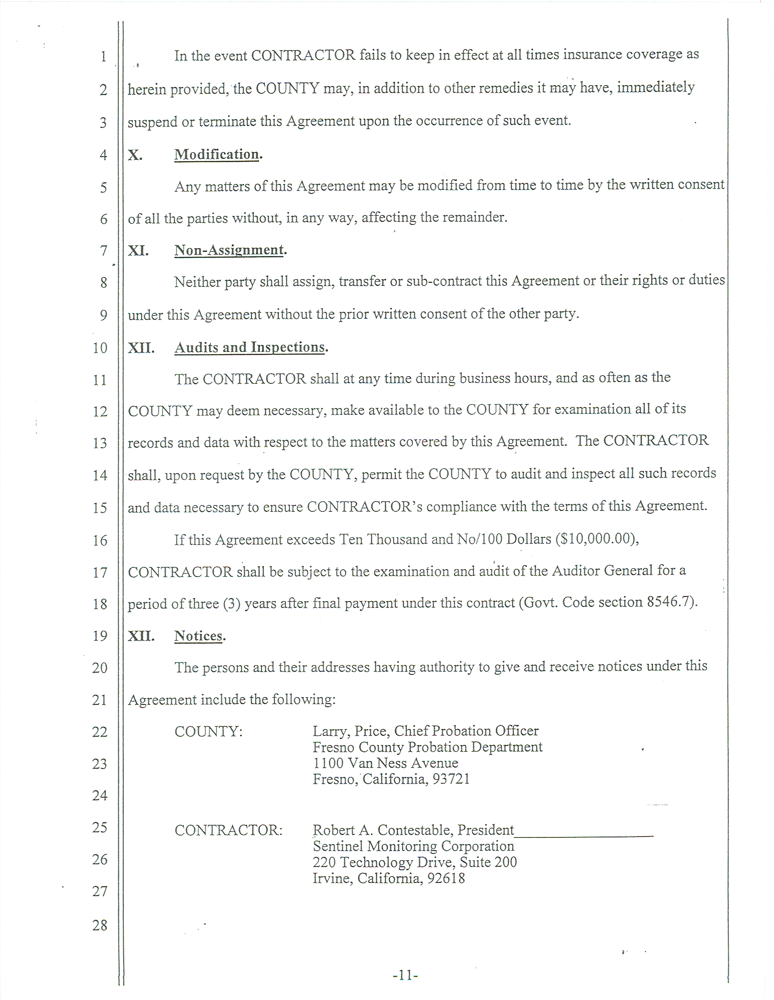 1 In the event CONTRACTOR fails to keep in effect at all times insurance coverage as
2 herein provided, the COUNTY may, in addition to other remedies it may have, immediately
3 suspend or terminate this Agreement upon the occurrence of such event.
4 X. Modification.
5 Any matters of this Agreement may be modified from time to time by the written consent
6 of all the parties without, in any way, affecting the remainder.
7 XI. Non-Assignment.
8 Neither party shall assign, transfer or sub-contract this Agreement or their rights or duties
9 under this Agreement without the prior written consent of the other party.
10 XII. Audits and Inspections.
11 The CONTRACTOR shall at any time during business hours, and as often as the
12 COUNTY may deem necessary, make available to the COUNTY for examination all of its
13 records and data with respect to the matters covered by this Agreement. The CONTRACTOR
14 shall, upon request by the COUNTY, permit the COUNTY to audit and inspect all such records
15 and data necessary to ensure CONTRACTOR's compliance with the terms of this Agreement.
16 If this Agreement exceeds Ten Thousand and No/100 Dollars ($10,000.00),
17 CONTRACTOR shall be subject to the examination and audit of the Auditor General for a
18 period of three (3) years after final payment under this contract (Govt. Code section 8546.7).
19 XII. Notices.
20 The persons and their addresses having authority to give and receive notices under this
21 Agreement include the following:
22 COUNTY: Larry, Price, Chief Probation Officer
Fresno County Probation Department
23 1100 Van Ness Avenue
Fresno, California, 93721
24
25 CONTRACTOR: Robert A. Contestable, President
Sentinel Monitoring Corporation
26 220 Technology Drive, Suite 200
Irvine, California, 92618
27
28
-11-